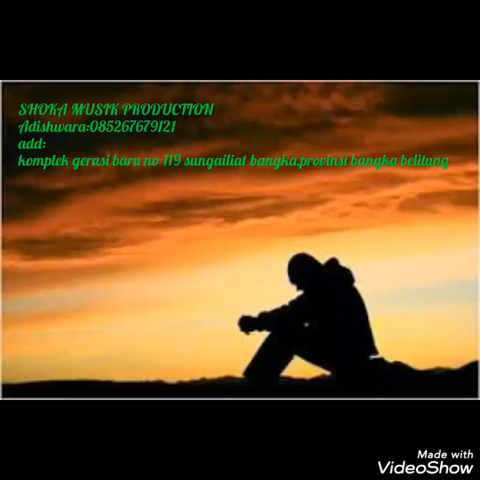 SHOKA MUSIK PRODUCTION
Adishwara:085267679121
add:
komplek gerasi baru no 119 sungailiat bangka,provinsi bangka belitung
Made with
VideoShow